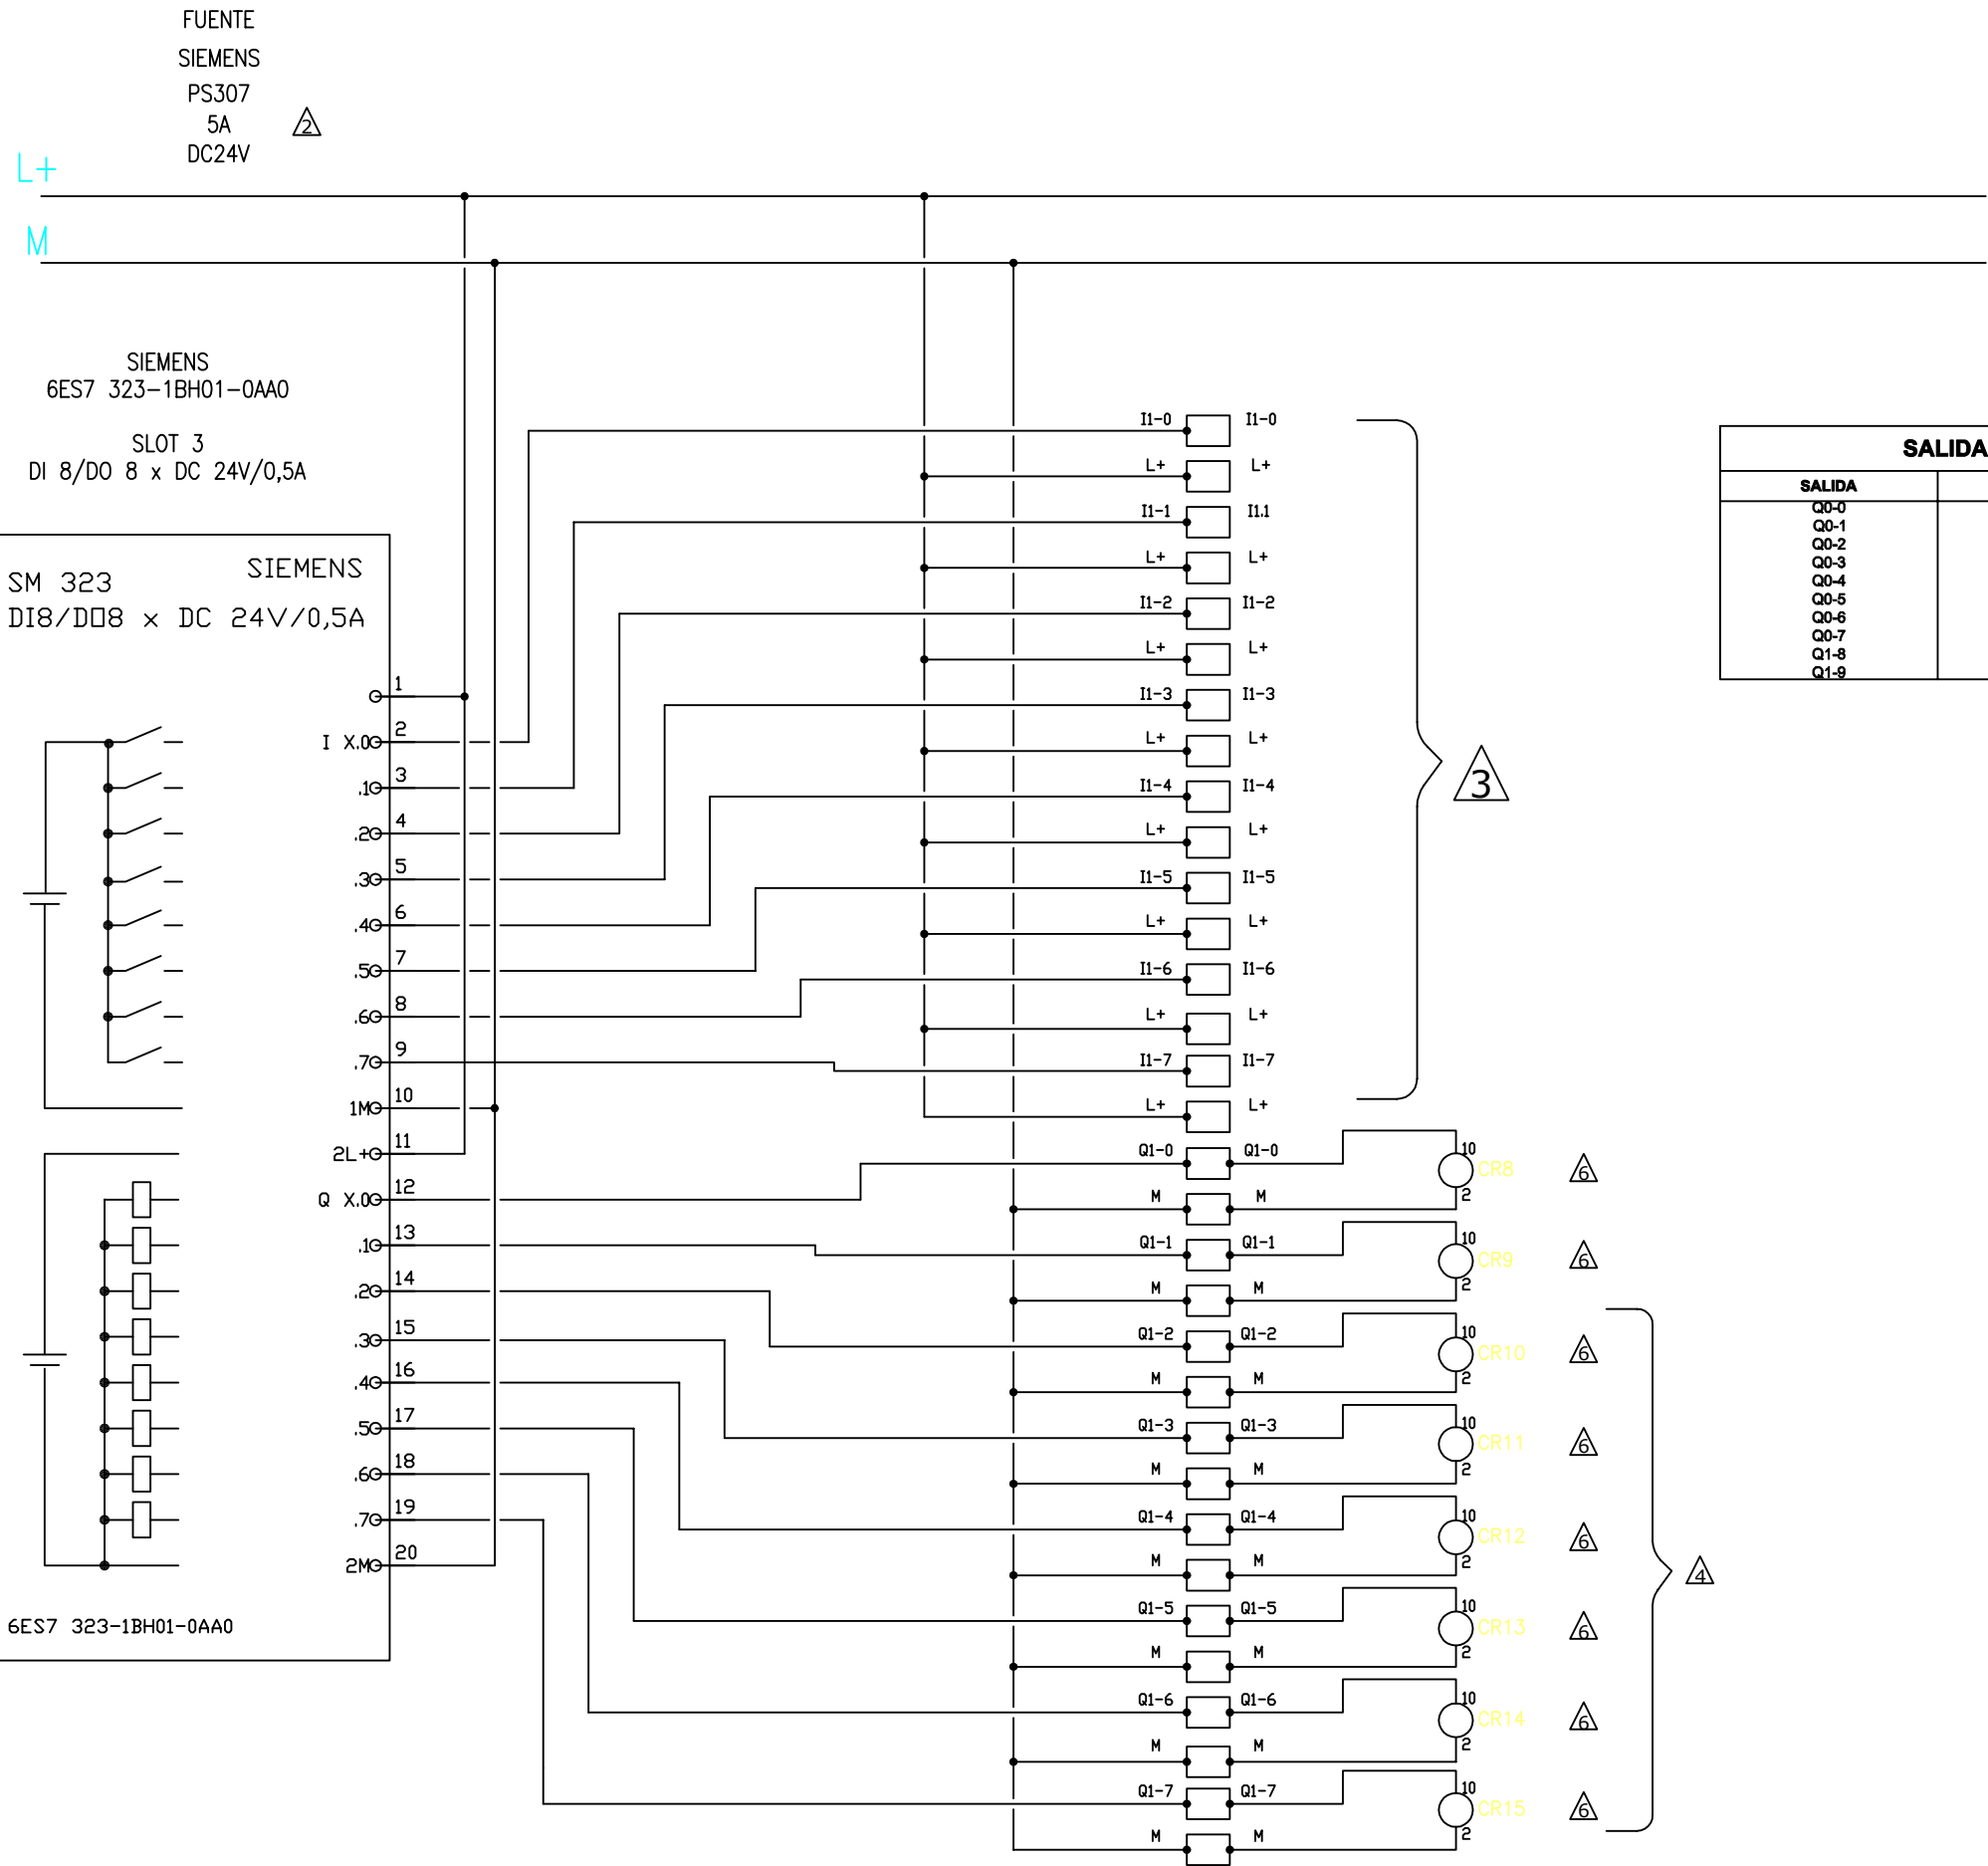 FUENTE
SIEMENS
PS307
5A
DC24V
2
L+
M
SIEMENS
6ES7 323-1BH01-0AA0
SLOT 3
DI 8/DO 8 x DC 24V/0,5A
SM 323 SIEMENS
DI8/DO8 x DC 24V/0,5A
1
I X.0 2
.1 3
.2 4
.3 5
.4 6
.5 7
.6 8
.7 9
1M 10
2L+ 11
Q X.0 12
.1 13
.2 14
.3 15
.4 16
.5 17
.6 18
.7 19
2M 20
6ES7 323-1BH01-0AA0
I1-0 I1-0
L+ L+
I1-1 I1.1
L+ L+
I1-2 I1-2
L+ L+
I1-3 I1-3
L+ L+
I1-4 I1-4
L+ L+
I1-5 I1-5
L+ L+
I1-6 I1-6
L+ L+
I1-7 I1-7
L+ L+
3
Q1-0 Q1-0 10 CR8 6
M M 2
Q1-1 Q1-1 10 CR9 6
M M 2
Q1-2 Q1-2 10 CR10 6
M M 2
Q1-3 Q1-3 10 CR11 6
M M 2
Q1-4 Q1-4 10 CR12 6
M M 2
Q1-5 Q1-5 10 CR13 6
M M 2
Q1-6 Q1-6 10 CR14 6
M M 2
Q1-7 Q1-7 10 CR15 6
M M 2
4
SALIDA
SALIDA
Q0-0
Q0-1
Q0-2
Q0-3
Q0-4
Q0-5
Q0-6
Q0-7
Q1-8
Q1-9